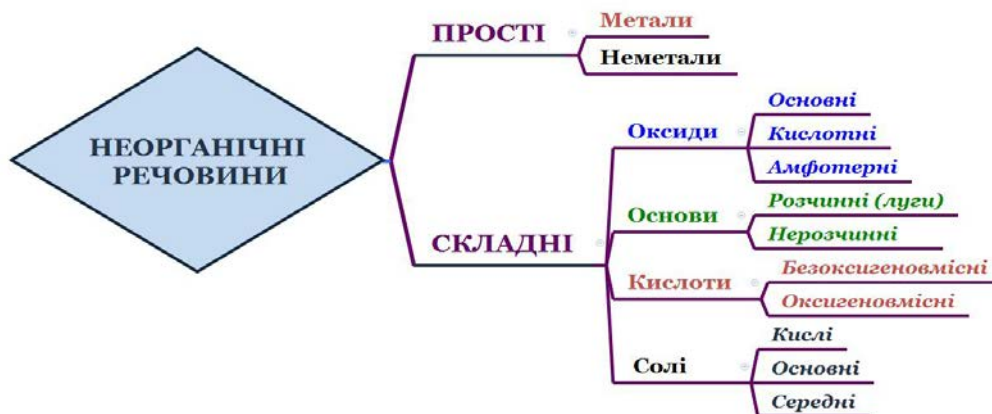 НЕОРГАНІЧНІ
РЕЧОВИНИ
ПРОСТІ
Метали
Неметали
СКЛАДНІ
Оксиди
Основні
Кислотні
Амфотерні
Основи
Розчинні (луги)
Нерозчинні
Кислоти
Безоксигеновмісні
Оксигеновмісні
Солі
Кислі
Основні
Середні